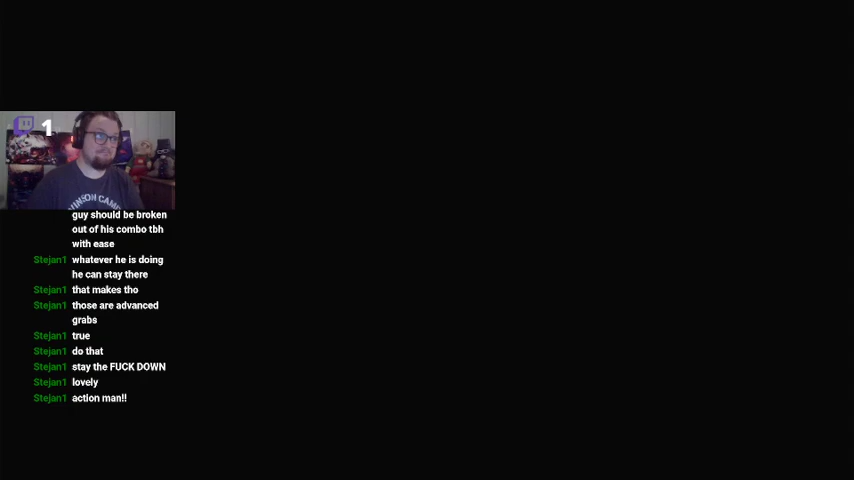 1
UNSON CAMP
guy should be broken
out of his combo tbh
with ease
Stejan1 whatever he is doing
he can stay there
Stejan1 that makes tho
Stejan1 those are advanced
grabs
Stejan1 true
Stejan1 do that
Stejan1 stay the FUCK DOWN
Stejan1 lovely
Stejan1 action man!!